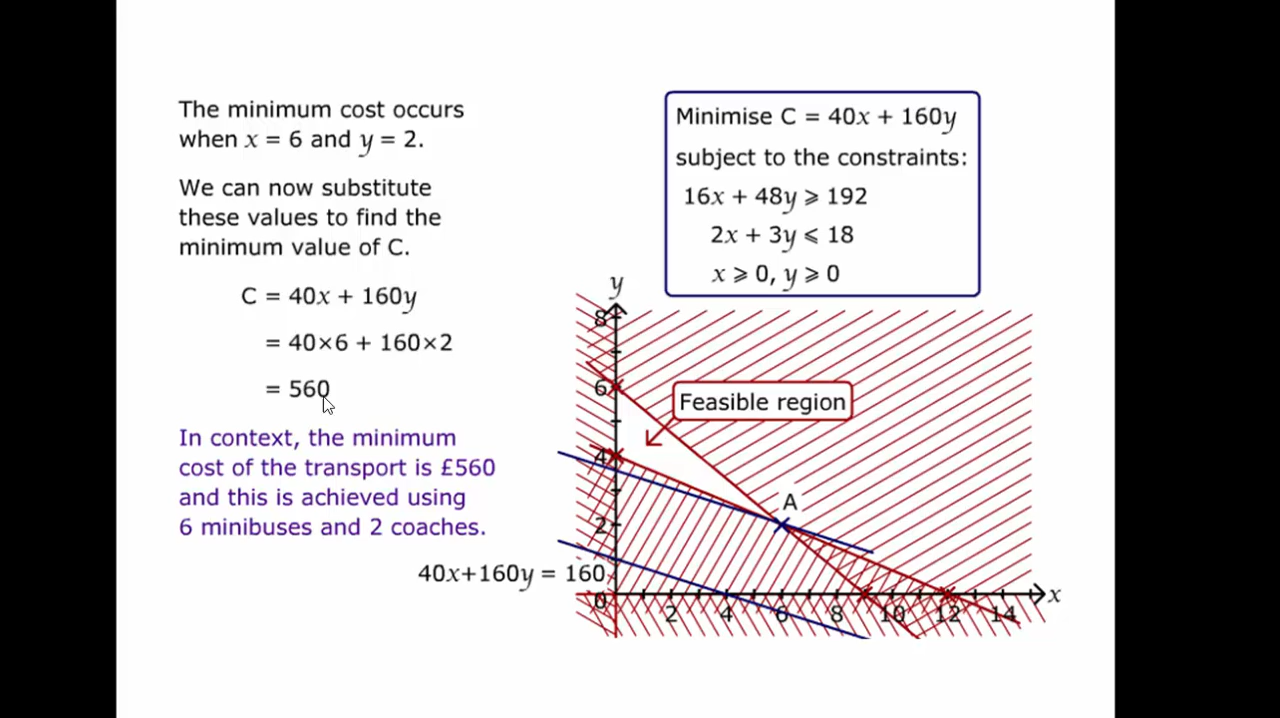 The minimum cost occurs
when x = 6 and y = 2.
We can now substitute
these values to find the
minimum value of C.
C = 40x + 160y
= 40×6 + 160×2
= 560
In context, the minimum
cost of the transport is £560
and this is achieved using
6 minibuses and 2 coaches.
Minimise C = 40x + 160y
subject to the constraints:
16x + 48y ⩾ 192
2x + 3y ⩽ 18
x ⩾ 0, y ⩾ 0
y
8
6
Feasible region
4
A
2
40x+160y = 160
0
2 4 6 8 10 12 14
x